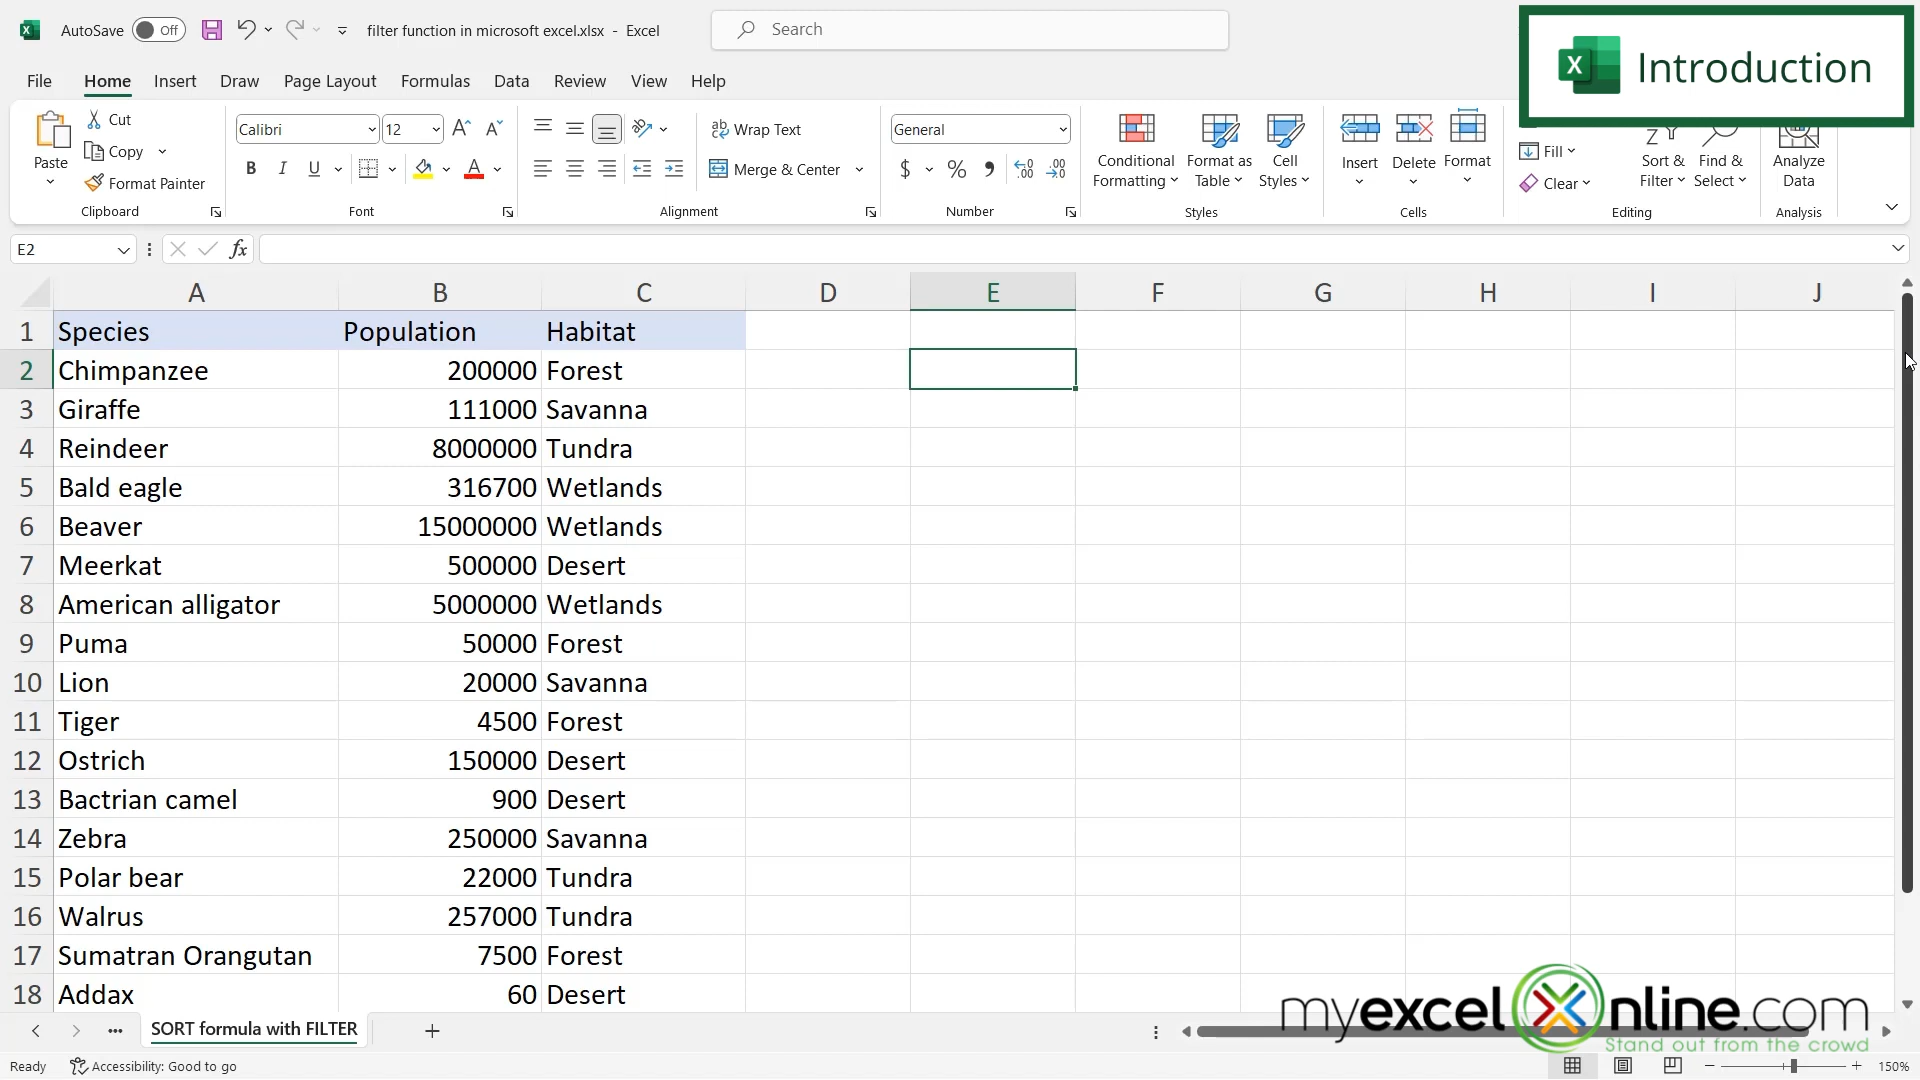 AutoSave Off filter function in microsoft excel.xlsx - Excel Search
Introduction
File Home Insert Draw Page Layout Formulas Data Review View Help
Paste Cut Copy Format Painter Clipboard
Calibri 12 B I U A Font
Wrap Text Merge & Center Alignment
General $ % Number
Conditional Formatting Format as Table Cell Styles Styles
Insert Delete Format Cells
Fill Clear Sort & Filter Find & Select Editing
Analyze Data Analysis
E2 fx
A B C D E F G H I J
1 Species Population Habitat
2 Chimpanzee 200000 Forest
3 Giraffe 111000 Savanna
4 Reindeer 8000000 Tundra
5 Bald eagle 316700 Wetlands
6 Beaver 15000000 Wetlands
7 Meerkat 500000 Desert
8 American alligator 5000000 Wetlands
9 Puma 50000 Forest
10 Lion 20000 Savanna
11 Tiger 4500 Forest
12 Ostrich 150000 Desert
13 Bactrian camel 900 Desert
14 Zebra 250000 Savanna
15 Polar bear 22000 Tundra
16 Walrus 257000 Tundra
17 Sumatran Orangutan 7500 Forest
18 Addax 60 Desert
myexcelonline.com
Stand out from the crowd
SORT formula with FILTER
Ready Accessibility: Good to go 150%